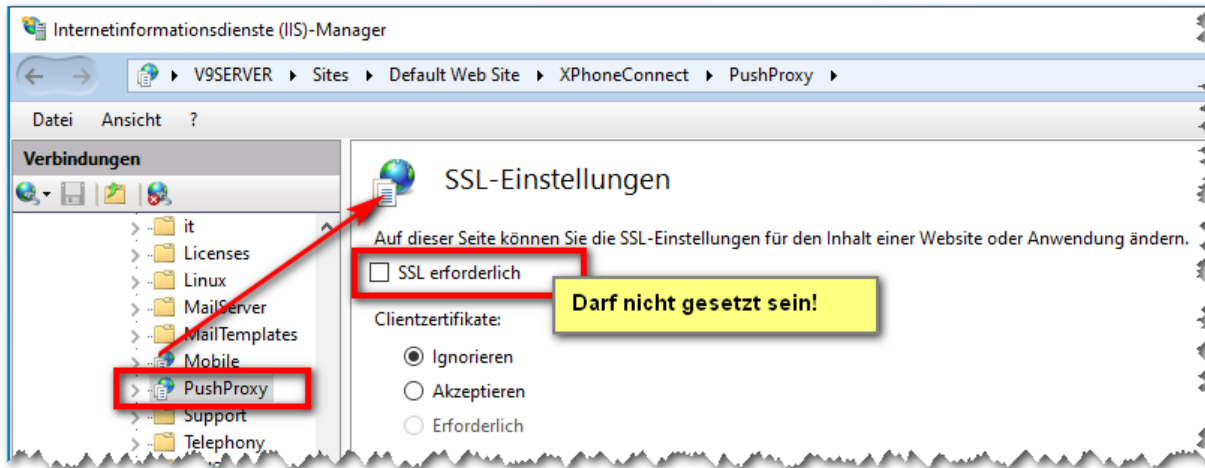 Internetinformationsdienste (IIS)-Manager
V9SERVER ▸ Sites ▸ Default Web Site ▸ XPhoneConnect ▸ PushProxy ▸
Datei Ansicht ?
Verbindungen
it
Licenses
Linux
MailServer
MailTemplates
Mobile
PushProxy
Support
Telephony
SSL-Einstellungen
Auf dieser Seite können Sie die SSL-Einstellungen für den Inhalt einer Website oder Anwendung ändern.
SSL erforderlich
Darf nicht gesetzt sein!
Clientzertifikate:
Ignorieren
Akzeptieren
Erforderlich